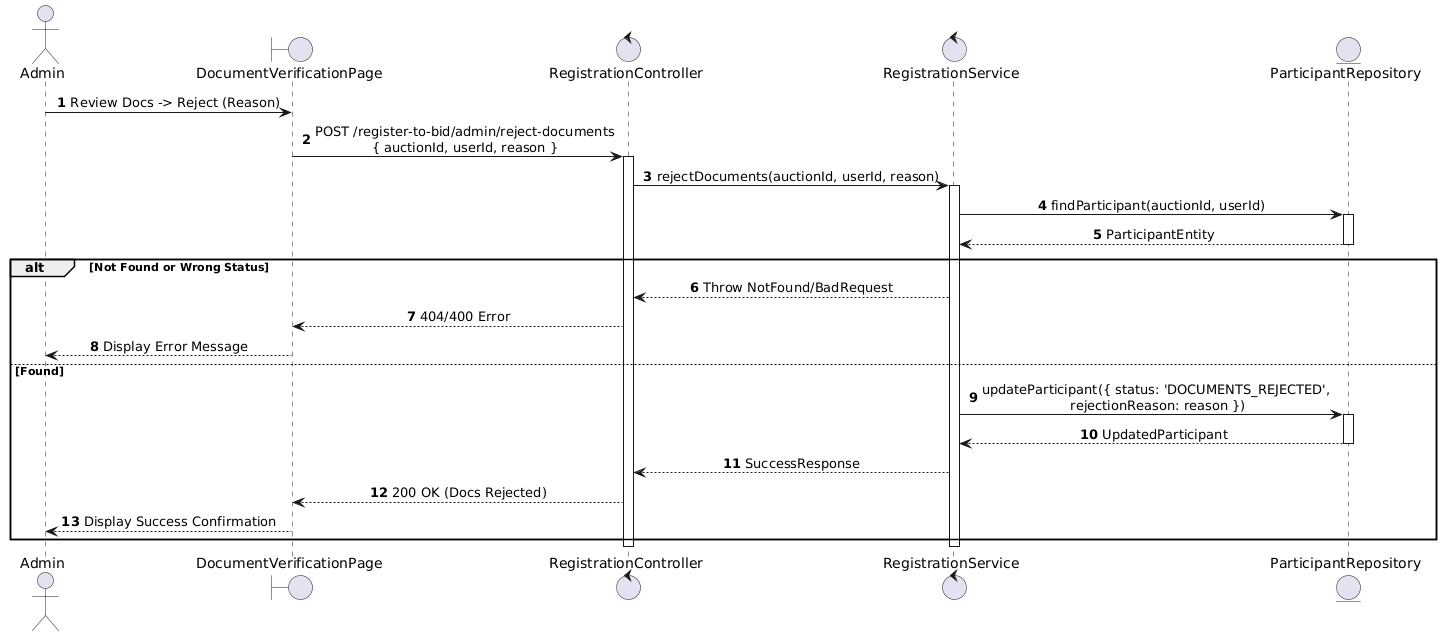 Admin
DocumentVerificationPage
RegistrationController
RegistrationService
ParticipantRepository
1 Review Docs -> Reject (Reason)
2 POST /register-to-bid/admin/reject-documents
{ auctionId, userId, reason }
3 rejectDocuments(auctionId, userId, reason)
4 findParticipant(auctionId, userId)
5 ParticipantEntity
alt [Not Found or Wrong Status]
6 Throw NotFound/BadRequest
7 404/400 Error
8 Display Error Message
[Found]
9 updateParticipant({ status: 'DOCUMENTS_REJECTED',
rejectionReason: reason })
10 UpdatedParticipant
11 SuccessResponse
12 200 OK (Docs Rejected)
13 Display Success Confirmation
Admin
DocumentVerificationPage
RegistrationController
RegistrationService
ParticipantRepository